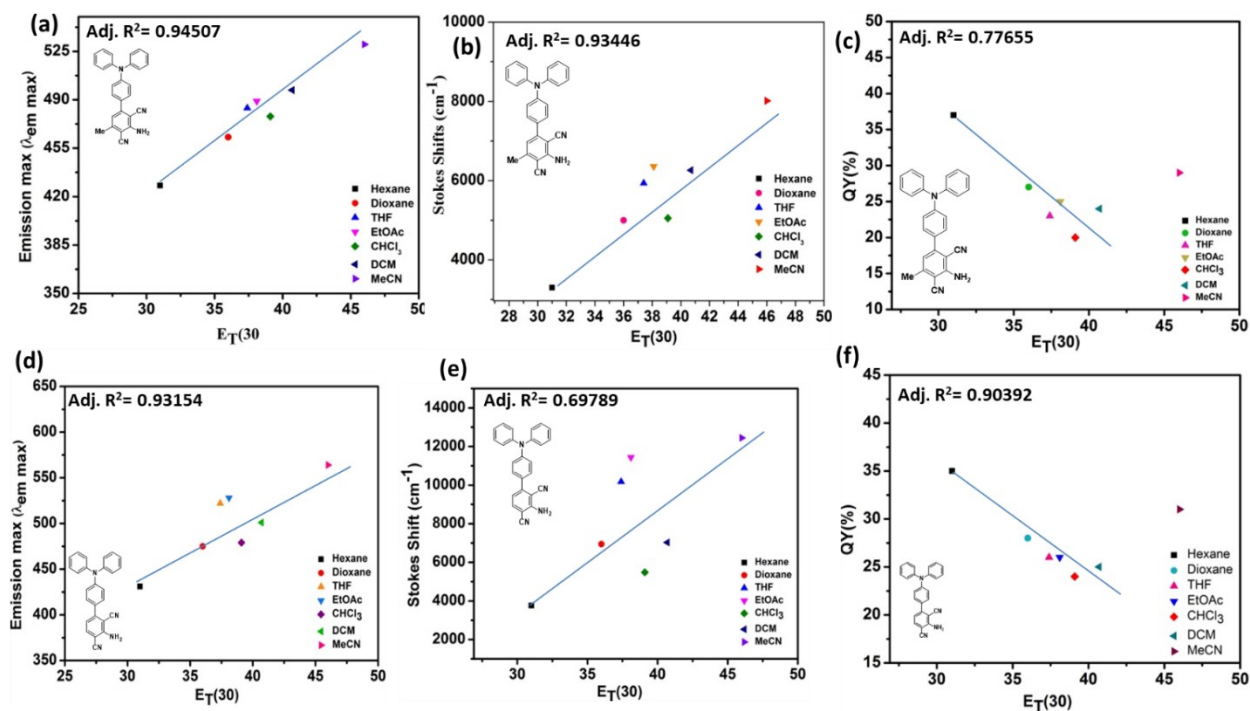 (a)
Adj. R²= 0.94507
Emission max (λem max)
525
490
455
420
385
350
N
CN
Me
NH₂
CN
Hexane
Dioxane
THF
EtOAc
CHCl₃
DCM
MeCN
25 30 35 40 45 50
E_T(30
(b)
Adj. R²= 0.93446
Stokes Shifts (cm⁻¹)
10000
8000
6000
4000
N
CN
Me
NH₂
CN
Hexane
Dioxane
THF
EtOAc
CHCl₃
DCM
MeCN
28 30 32 34 36 38 40 42 44 46 48 50
E_T(30)
(c)
Adj. R²= 0.77655
QY(%)
45
40
35
30
25
20
15
10
N
CN
Me
NH₂
CN
Hexane
Dioxane
THF
EtOAc
CHCl₃
DCM
MeCN
30 35 40 45 50
E_T(30)
(d)
Adj. R²= 0.93154
Emission max (λem max)
650
600
550
500
450
400
350
N
CN
NH₂
CN
Hexane
Dioxane
THF
EtOAc
CHCl₃
DCM
MeCN
25 30 35 40 45 50
E_T(30)
(e)
Adj. R²= 0.69789
Stokes Shift (cm⁻¹)
14000
12000
10000
8000
6000
4000
2000
N
CN
NH₂
CN
Hexane
Dioxane
THF
EtOAc
CHCl₃
DCM
MeCN
30 35 40 45 50
E_T(30)
(f)
Adj. R²= 0.90392
QY(%)
45
40
35
30
25
20
15
N
CN
NH₂
CN
Hexane
Dioxane
THF
EtOAc
CHCl₃
DCM
MeCN
30 35 40 45 50
E_T(30)